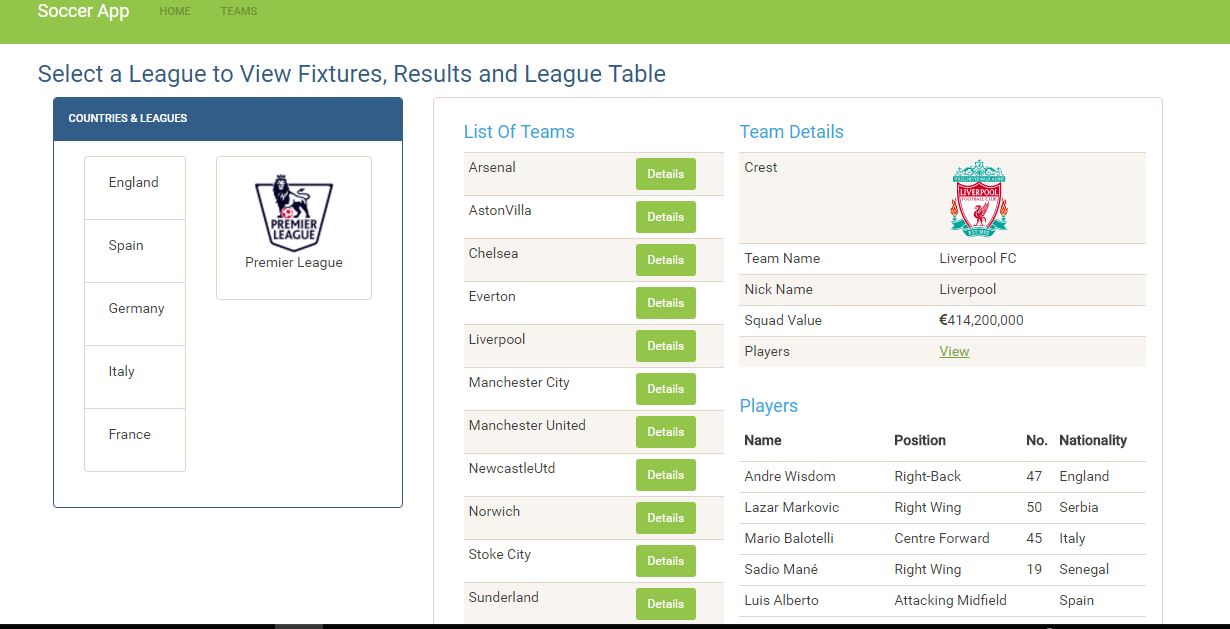 Soccer App HOME TEAMS
Select a League to View Fixtures, Results and League Table
COUNTRIES & LEAGUES
England
Spain
Germany
Italy
France
PREMIER
LEAGUE
Premier League
List Of Teams
Arsenal Details
AstonVilla Details
Chelsea Details
Everton Details
Liverpool Details
Manchester City Details
Manchester United Details
NewcastleUtd Details
Norwich Details
Stoke City Details
Sunderland Details
Team Details
Crest
LIVERPOOL
FOOTBALL CLUB
Team Name Liverpool FC
Nick Name Liverpool
Squad Value €414,200,000
Players View
Players
Name Position No. Nationality
Andre Wisdom Right-Back 47 England
Lazar Markovic Right Wing 50 Serbia
Mario Balotelli Centre Forward 45 Italy
Sadio Mané Right Wing 19 Senegal
Luis Alberto Attacking Midfield Spain